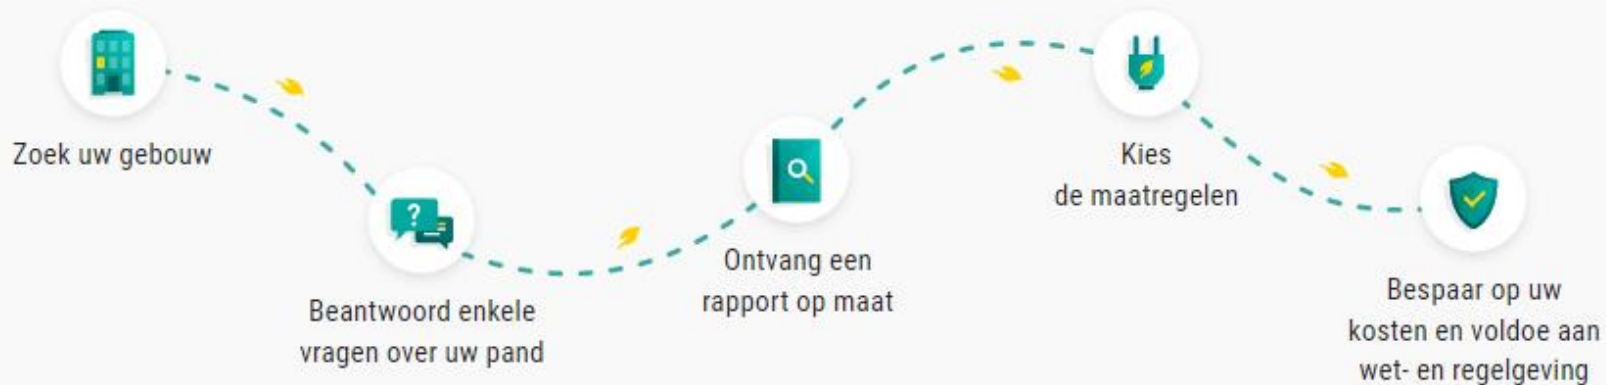 Zoek uw gebouw
?
Beantwoord enkele
vragen over uw pand
Ontvang een
rapport op maat
Kies
de maatregelen
Bespaar op uw
kosten en voldoe aan
wet- en regelgeving